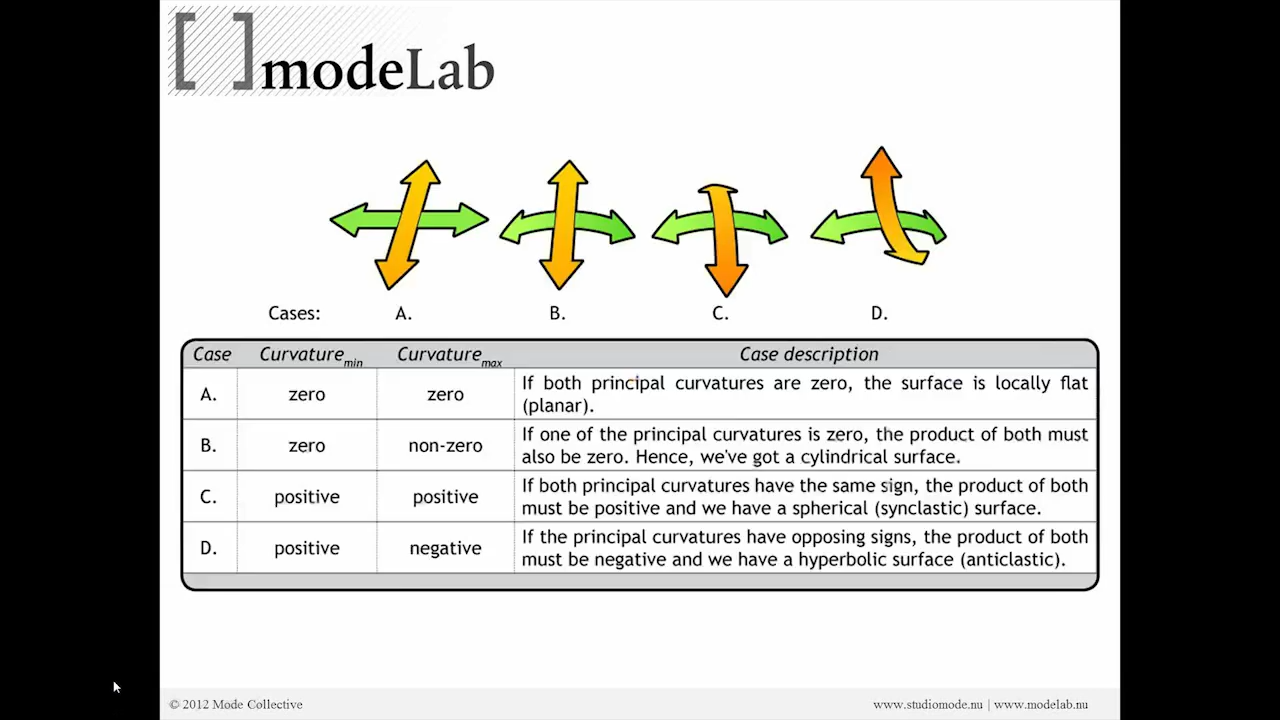 [ ] modeLab
Cases: A. B. C. D.
Case Curvature min Curvature max Case description
A. zero zero If both principal curvatures are zero, the surface is locally flat
(planar).
B. zero non-zero If one of the principal curvatures is zero, the product of both must
also be zero. Hence, we've got a cylindrical surface.
C. positive positive If both principal curvatures have the same sign, the product of both
must be positive and we have a spherical (synclastic) surface.
D. positive negative If the principal curvatures have opposing signs, the product of both
must be negative and we have a hyperbolic surface (anticlastic).
© 2012 Mode Collective www.studiomode.nu | www.modelab.nu